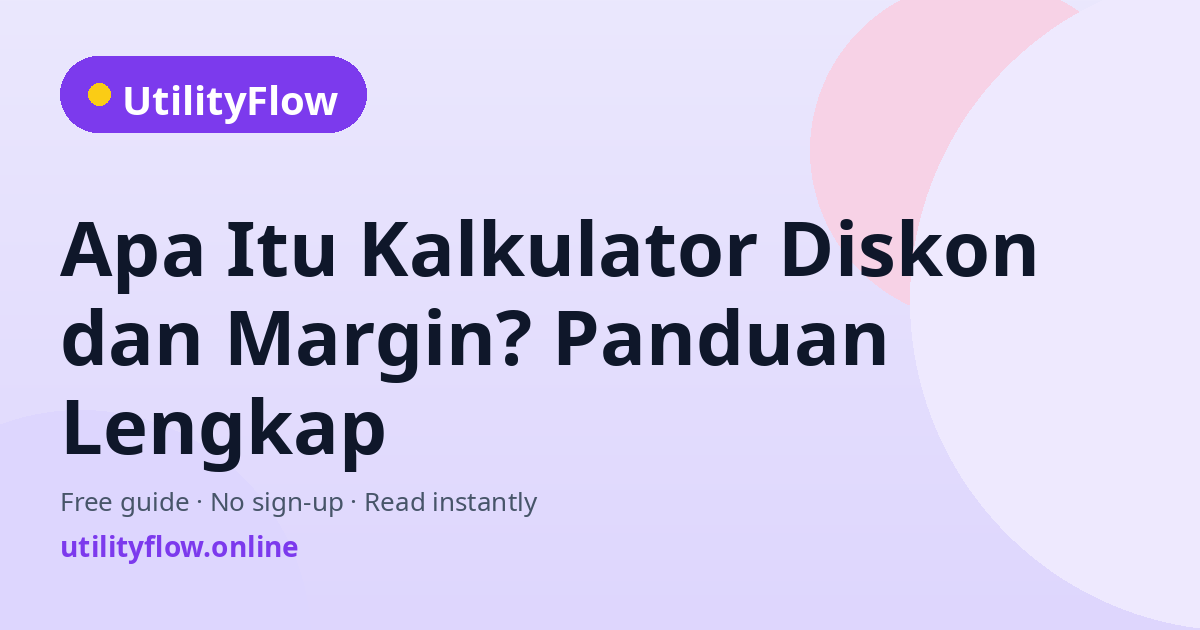 UtilityFlow
Apa Itu Kalkulator Diskon
dan Margin? Panduan
Lengkap
Free guide · No sign-up · Read instantly
utilityflow.online